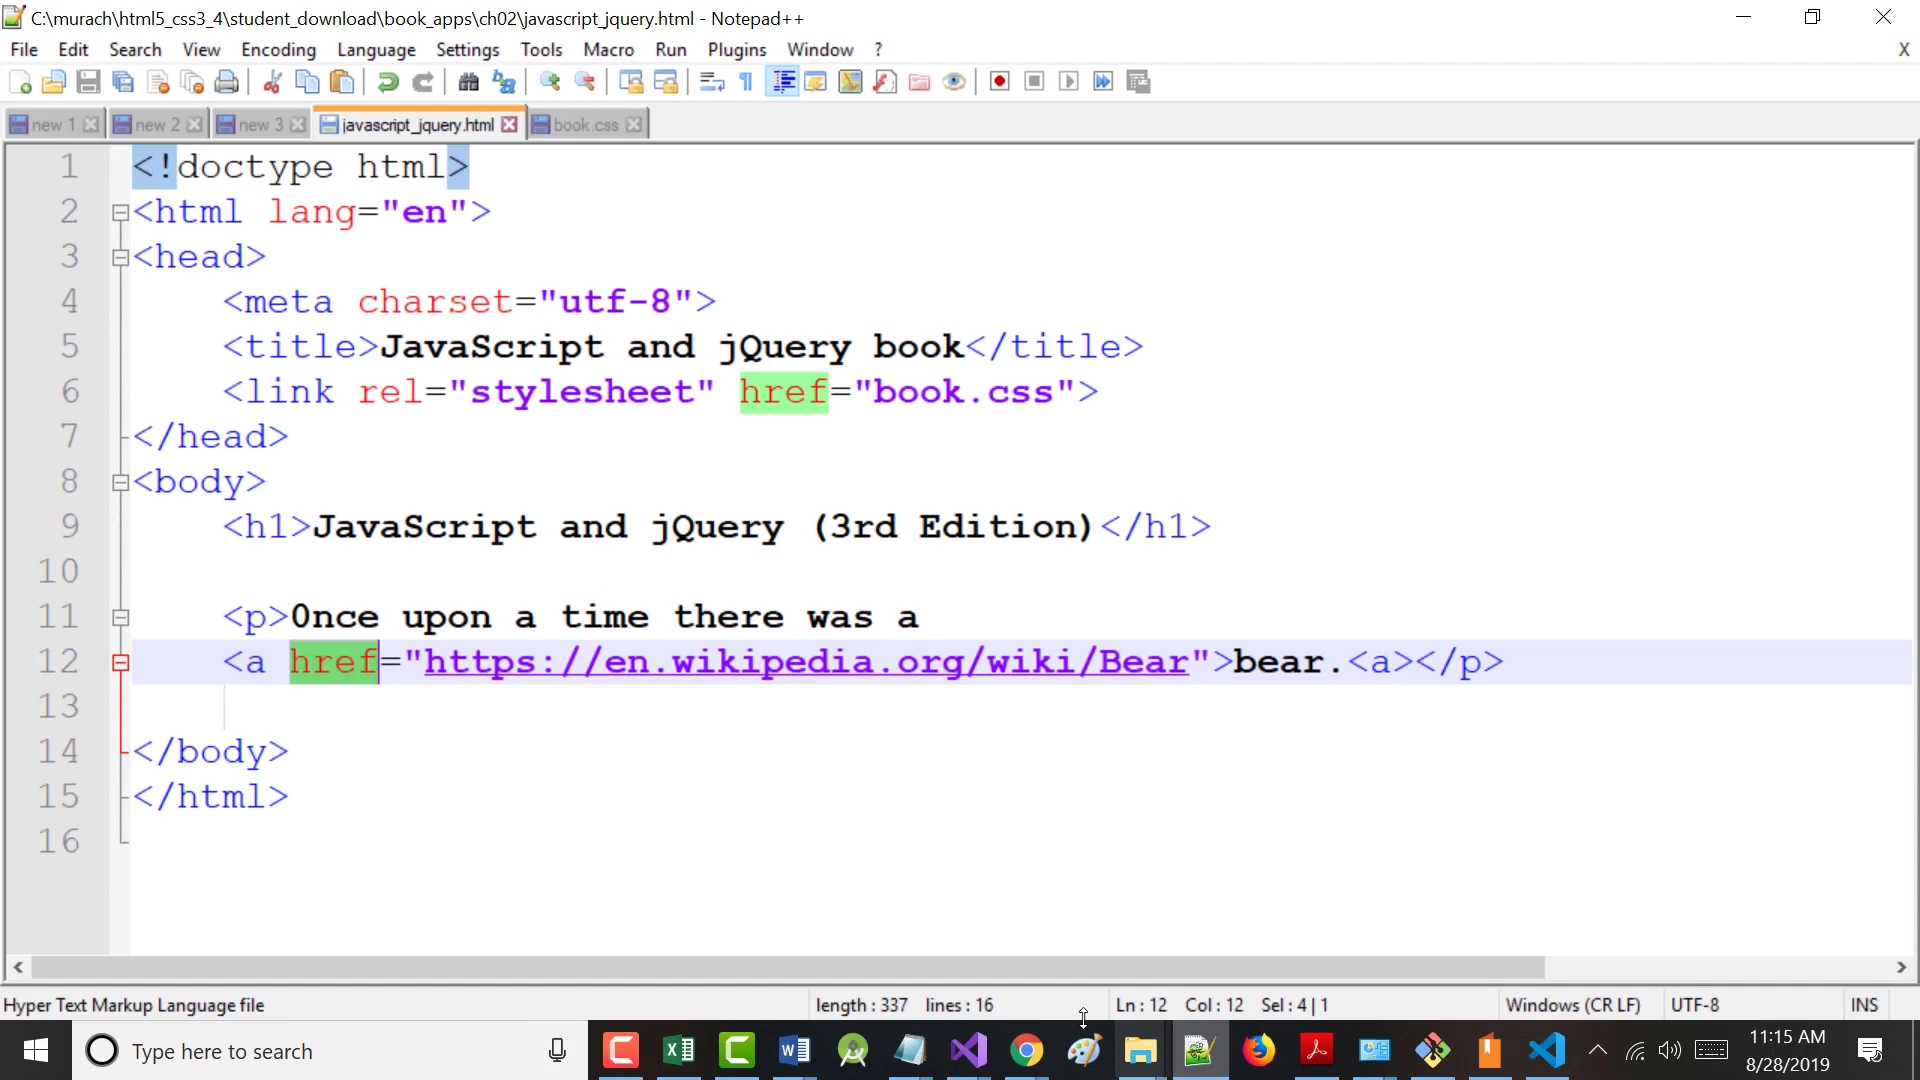 C:\murach\html5_css3_4\student_download\book_apps\ch02\javascript_jquery.html - Notepad++
File Edit Search View Encoding Language Settings Tools Macro Run Plugins Window ? X
new 1 new 2 new 3 javascript_jquery.html book.css
1 <!doctype html>
2 <html lang="en">
3 <head>
4 <meta charset="utf-8">
5 <title>JavaScript and jQuery book</title>
6 <link rel="stylesheet" href="book.css">
7 </head>
8 <body>
9 <h1>JavaScript and jQuery (3rd Edition)</h1>
10
11 <p>Once upon a time there was a
12 <a href="https://en.wikipedia.org/wiki/Bear">bear.<a></p>
13
14 </body>
15 </html>
16
Hyper Text Markup Language file length : 337 lines : 16 Ln : 12 Col : 12 Sel : 4 | 1 Windows (CR LF) UTF-8 INS
Type here to search
11:15 AM
8/28/2019